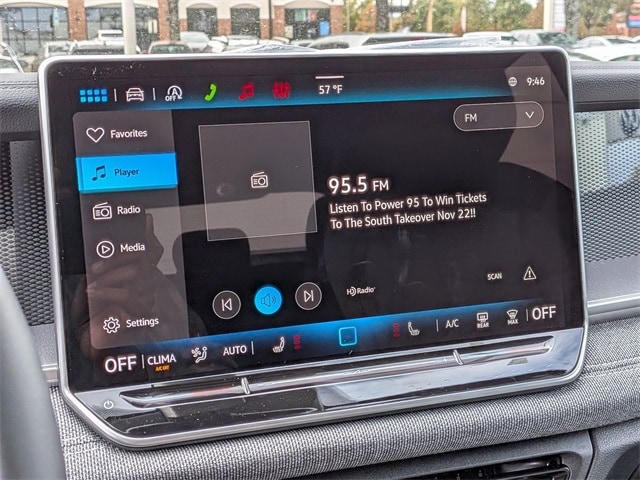 OFF
57 °F
9:46
Favorites
FM
Player
95.5 FM
Listen To Power 95 To Win Tickets
To The South Takeover Nov 22!!
Radio
Media
SCAN
HD Radio
Settings
OFF
CLIMA
A/C OFF
AUTO
A/C
REAR
MAX
OFF